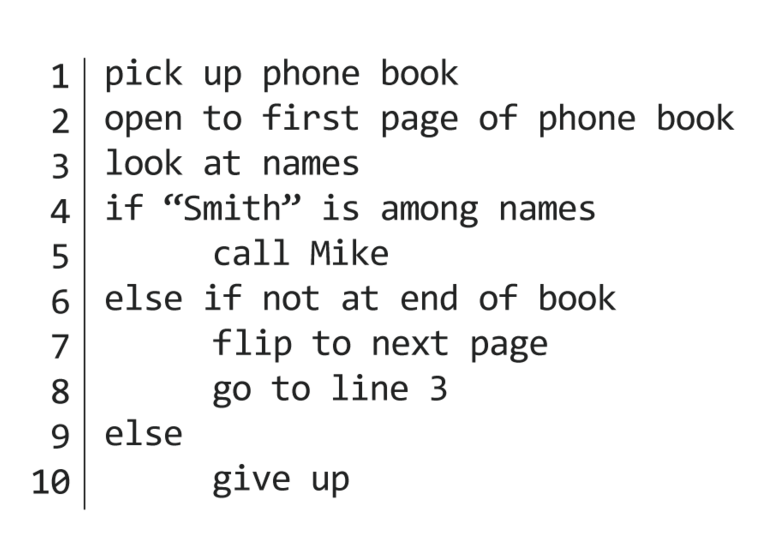 1 pick up phone book
2 open to first page of phone book
3 look at names
4 if “Smith” is among names
5 call Mike
6 else if not at end of book
7 flip to next page
8 go to line 3
9 else
10 give up